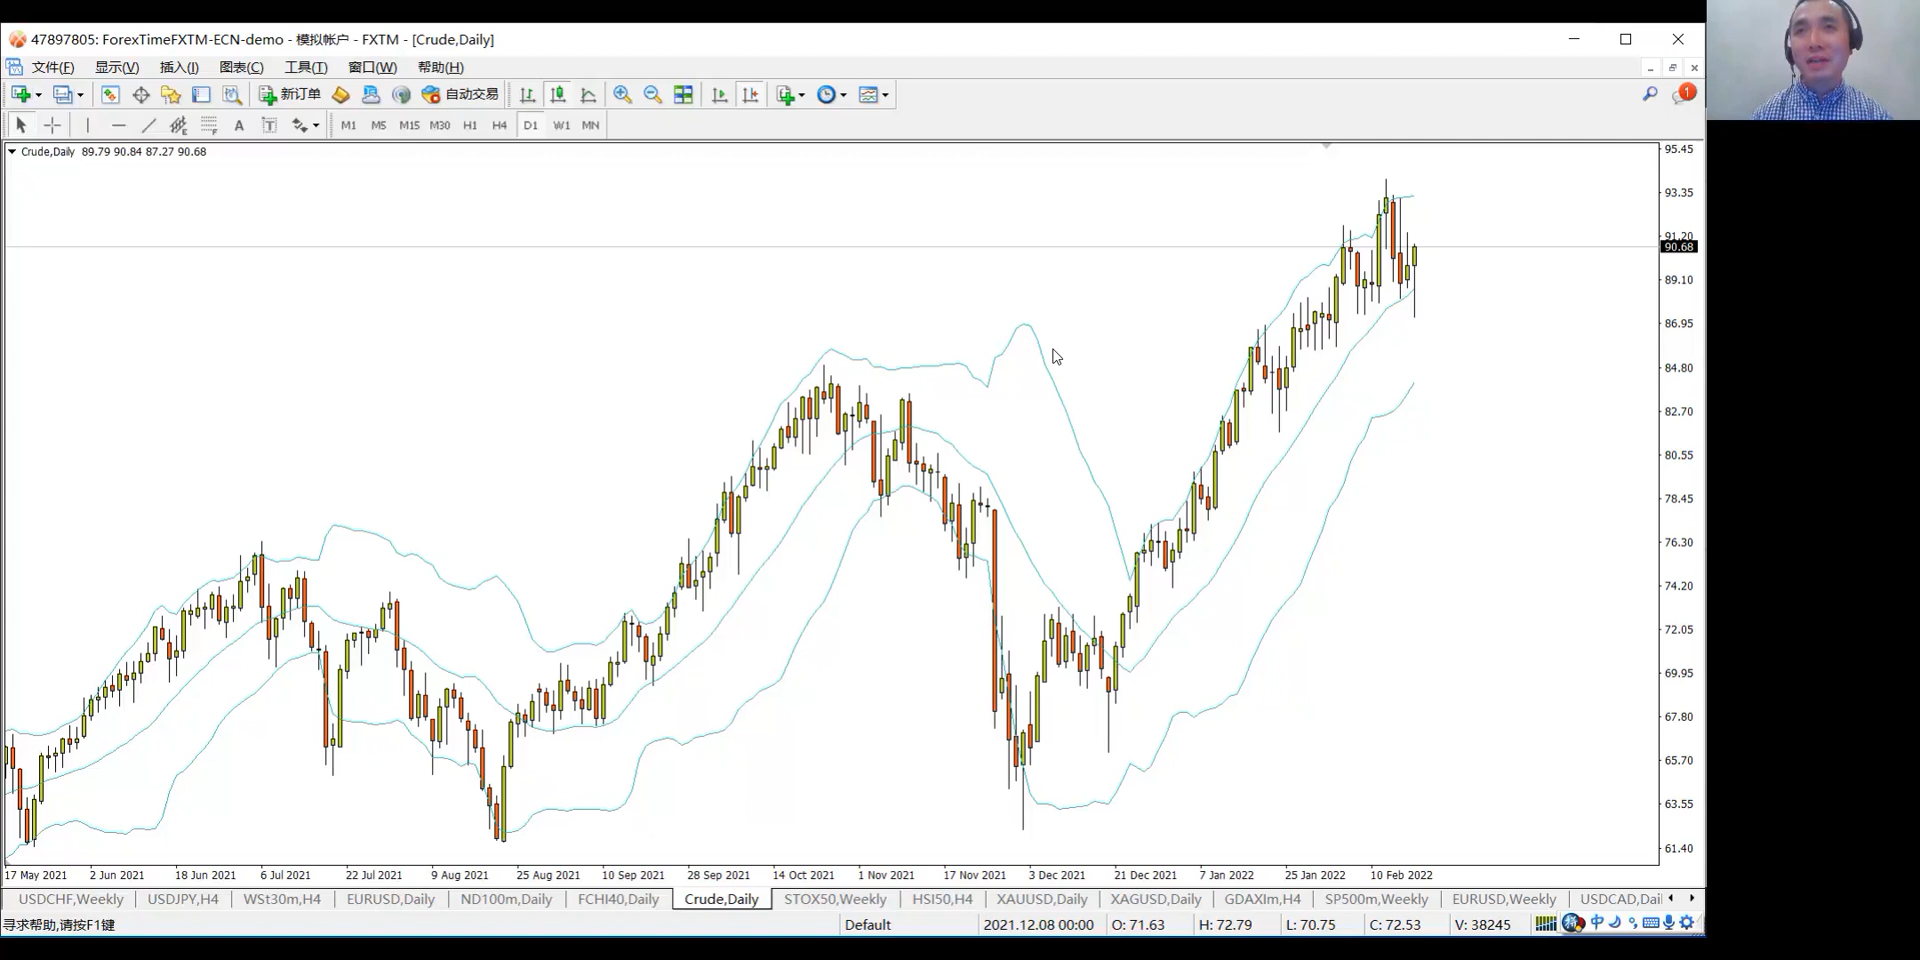 47897805: ForexTimeFXTM-ECN-demo - 模拟帐户 - FXTM - [Crude,Daily]
文件(F) 显示(V) 插入(I) 图表(C) 工具(T) 窗口(W) 帮助(H)
新订单 自动交易 1
A T M1 M5 M15 M30 H1 H4 D1 W1 MN
Crude,Daily 89.79 90.84 87.27 90.68
95.45
93.35
91.20
90.68
89.10
86.95
84.80
82.70
80.55
78.45
76.30
74.20
72.05
69.95
67.80
65.70
63.55
61.40
17 May 2021 2 Jun 2021 18 Jun 2021 6 Jul 2021 22 Jul 2021 9 Aug 2021 25 Aug 2021 10 Sep 2021 28 Sep 2021 14 Oct 2021 1 Nov 2021 17 Nov 2021 3 Dec 2021 21 Dec 2021 7 Jan 2022 25 Jan 2022 10 Feb 2022
USDCHF,Weekly USDJPY,H4 WSt30m,H4 EURUSD,Daily ND100m,Daily FCHI40,Daily Crude,Daily STOX50,Weekly HSI50,H4 XAUUSD,Daily XAGUSD,Daily GDAXIm,H4 SP500m,Weekly EURUSD,Weekly USDCAD,Dail
寻求帮助,请按F1键 Default 2021.12.08 00:00 O: 71.63 H: 72.79 L: 70.75 C: 72.53 V: 38245 中